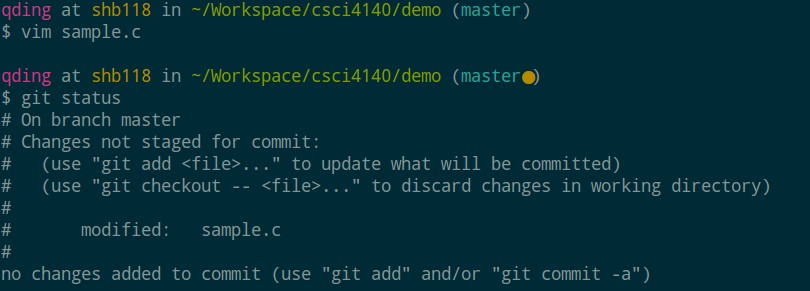 qding at shb118 in ~/Workspace/csci4140/demo (master)
$ vim sample.c
qding at shb118 in ~/Workspace/csci4140/demo (master●)
$ git status
# On branch master
# Changes not staged for commit:
#   (use "git add <file>..." to update what will be committed)
#   (use "git checkout -- <file>..." to discard changes in working directory)
#
#       modified:   sample.c
#
no changes added to commit (use "git add" and/or "git commit -a")